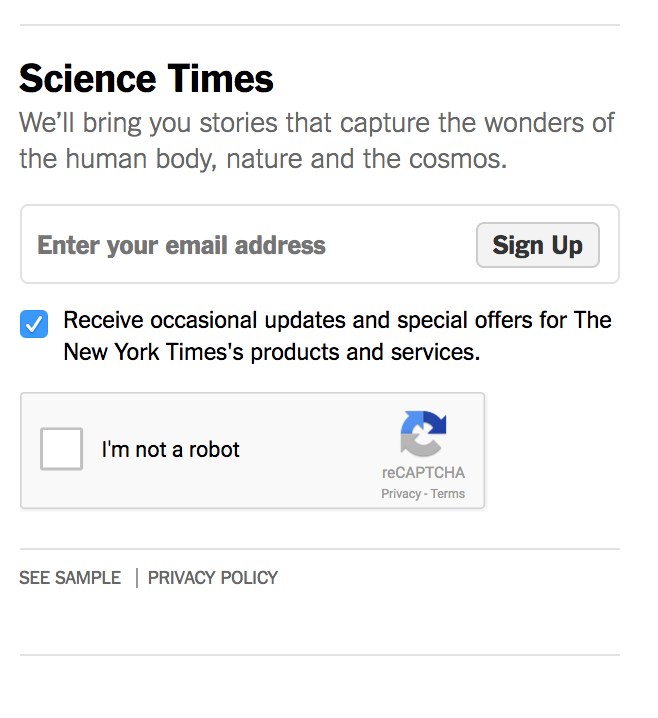 Science Times
We’ll bring you stories that capture the wonders of
the human body, nature and the cosmos.
Enter your email address
Sign Up
Receive occasional updates and special offers for The
New York Times's products and services.
I'm not a robot
reCAPTCHA
Privacy - Terms
SEE SAMPLE | PRIVACY POLICY